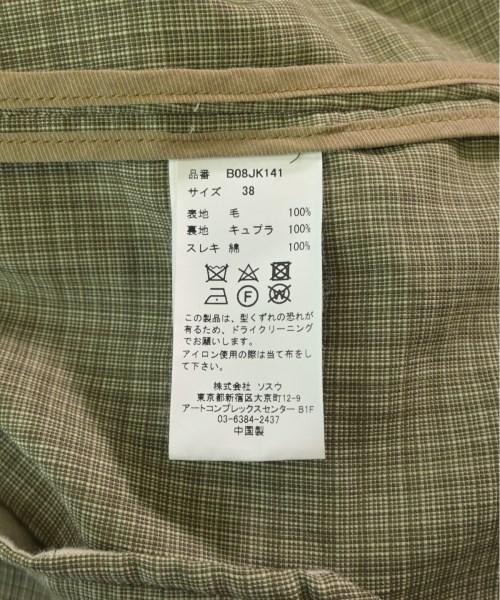 品番 B08JK141
サイズ 38
表地 毛 100%
裏地 キュプラ 100%
スレキ 綿 100%
F W
この製品は、型くずれの恐れが
有るため、ドライクリーニング
でお願いします。
アイロン使用の際は当て布をし
て下さい。
株式会社 ソスウ
東京都新宿区大京町12-9
アートコンプレックスセンター B1F
03-6384-2437
中国製